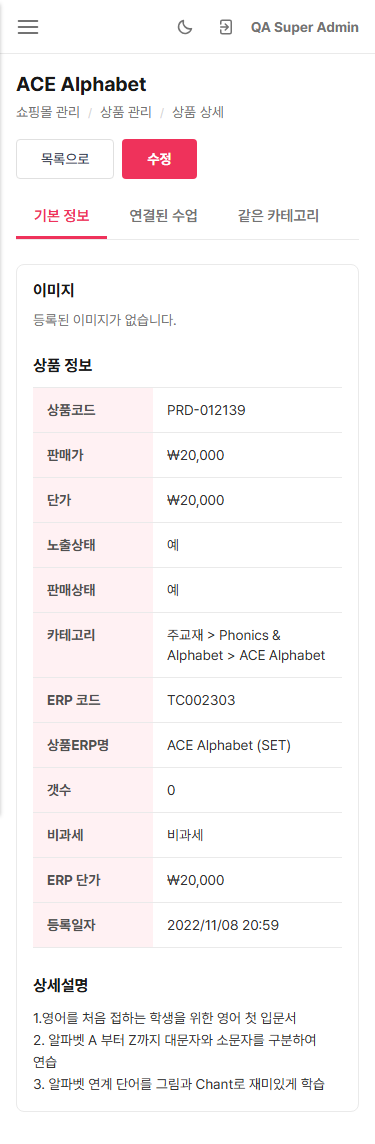 QA Super Admin
ACE Alphabet
쇼핑몰 관리 / 상품 관리 / 상품 상세
목록으로 수정
기본 정보 연결된 수업 같은 카테고리
이미지
등록된 이미지가 없습니다.
상품 정보
상품코드 PRD-012139
판매가 ₩20,000
단가 ₩20,000
노출상태 예
판매상태 예
카테고리 주교재 > Phonics &
Alphabet > ACE Alphabet
ERP 코드 TC002303
상품ERP명 ACE Alphabet (SET)
갯수 0
비과세 비과세
ERP 단가 ₩20,000
등록일자 2022/11/08 20:59
상세설명
1.영어를 처음 접하는 학생을 위한 영어 첫 입문서
2. 알파벳 A 부터 Z까지 대문자와 소문자를 구분하여
연습
3. 알파벳 연계 단어를 그림과 Chant로 재미있게 학습